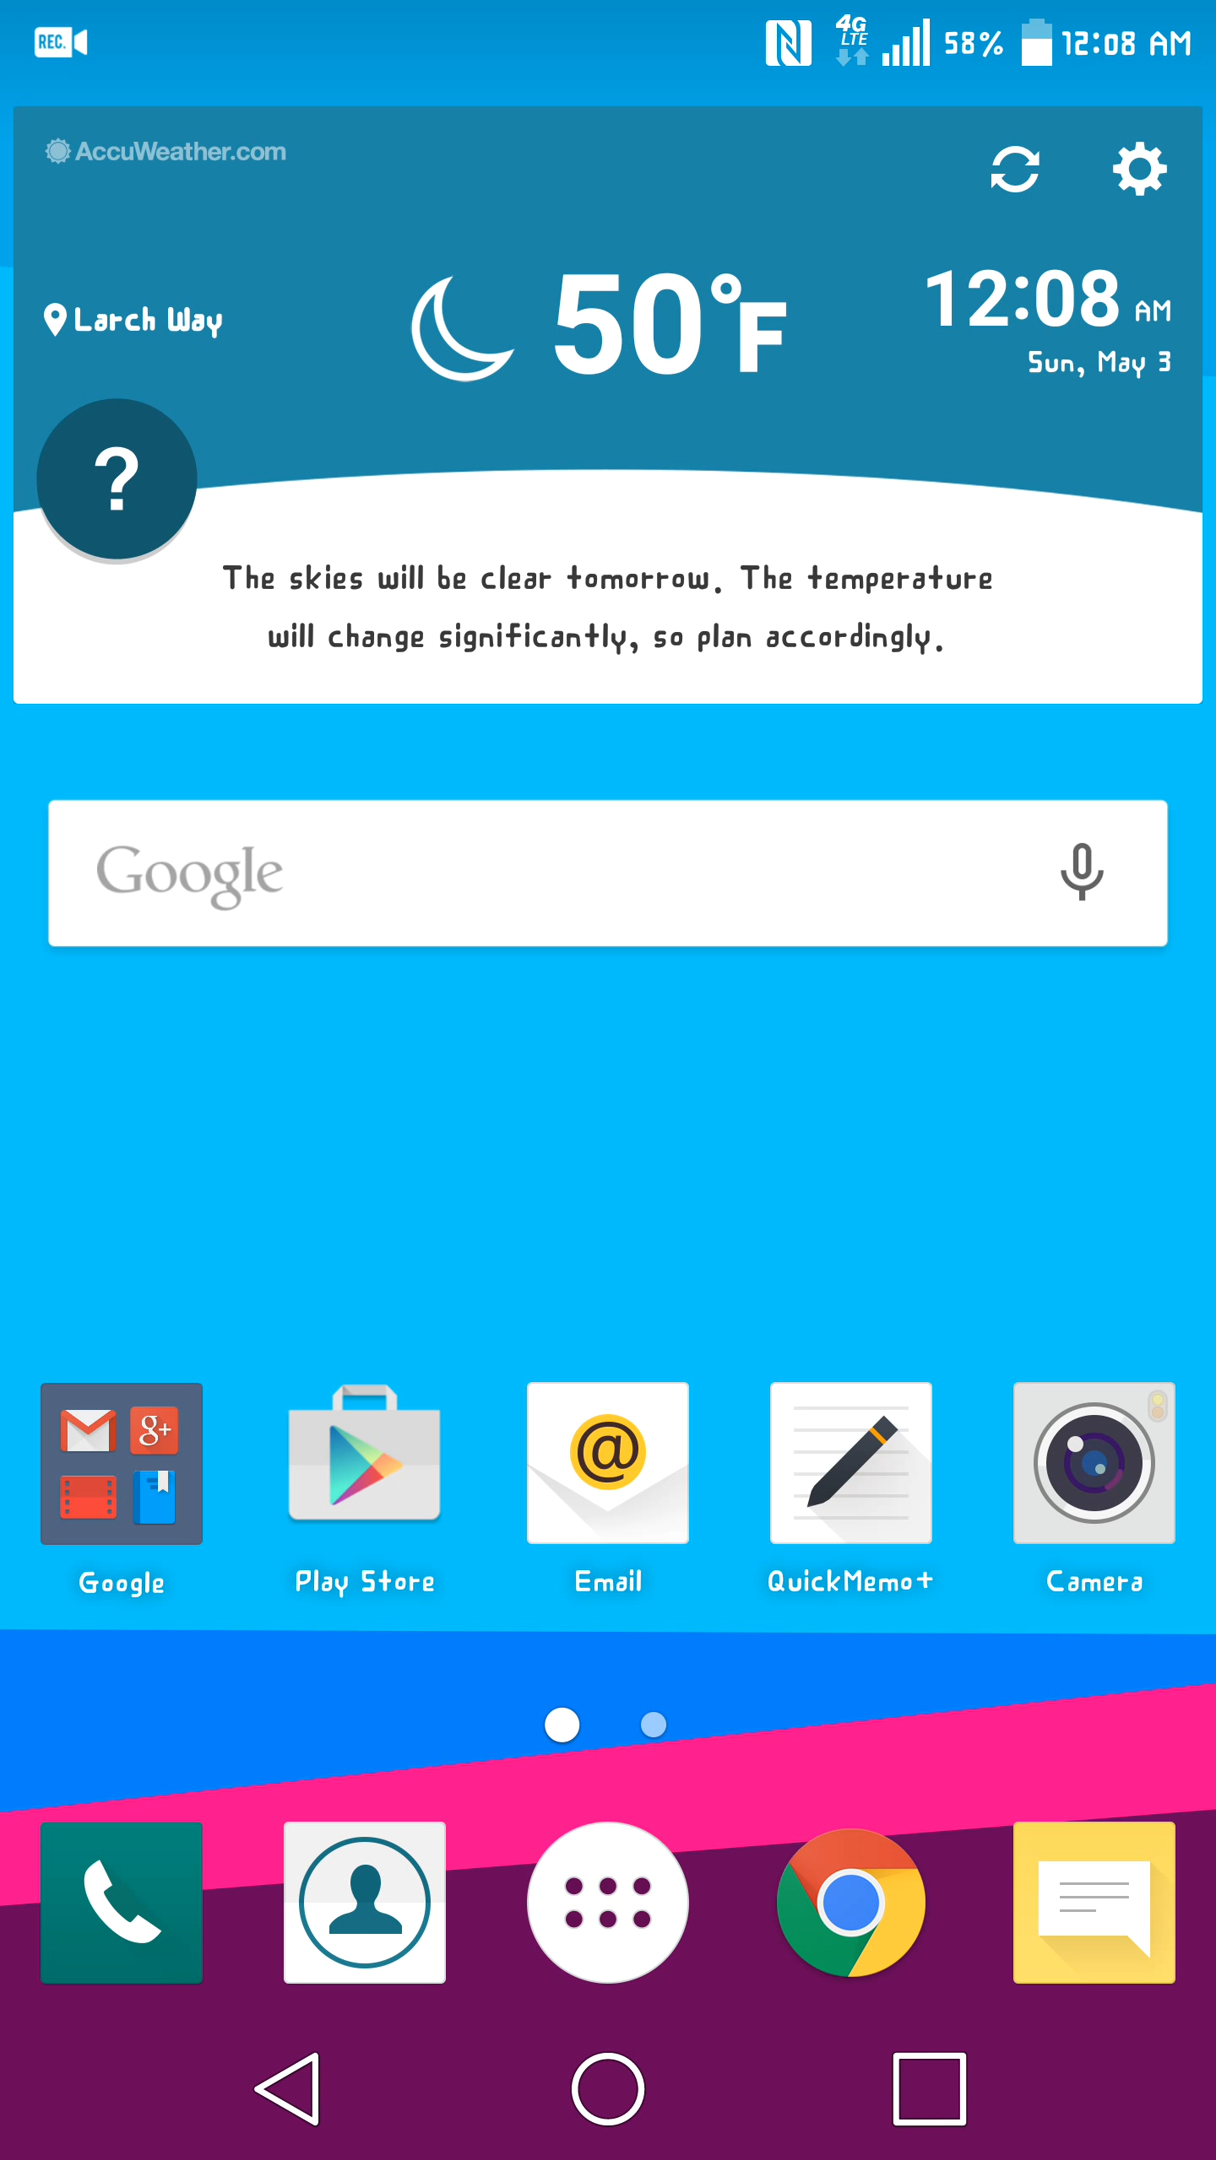 REC.
4G
LTE
58%
12:08 AM
AccuWeather.com
Larch Way
50°F
12:08 AM
Sun, May 3
?
The skies will be clear tomorrow. The temperature
will change significantly, so plan accordingly.
Google
g+
@
Google
Play Store
Email
QuickMemo+
Camera